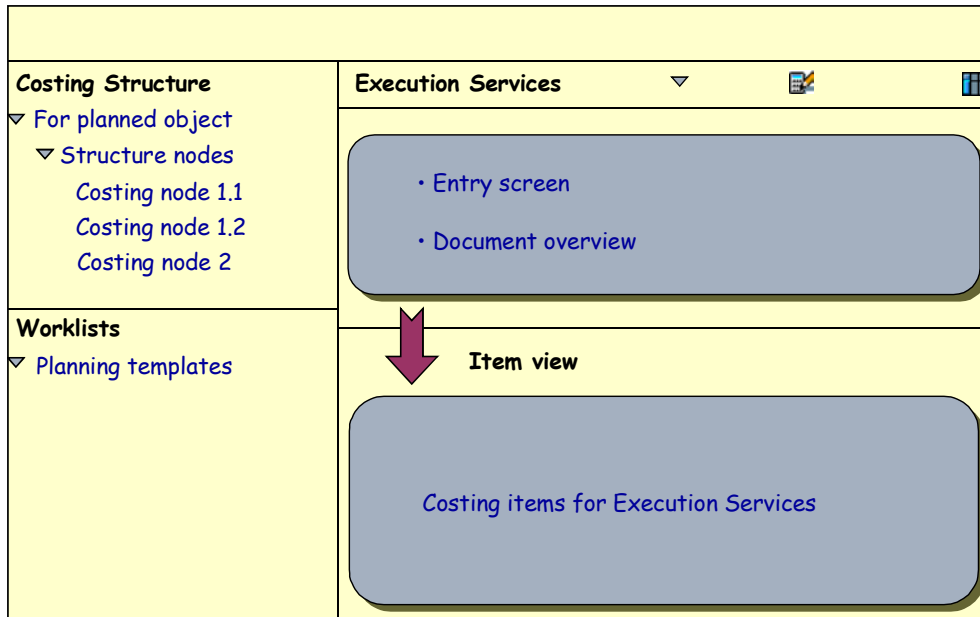 Costing Structure
For planned object
Structure nodes
Costing node 1.1
Costing node 1.2
Costing node 2
Worklists
Planning templates
Execution Services
• Entry screen
• Document overview
Item view
Costing items for Execution Services